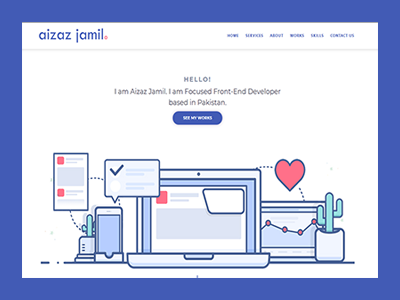 aizaz jamil.
HOME SERVICES ABOUT WORKS SKILLS CONTACT US
HELLO!
I am Aizaz Jamil. I am Focused Front-End Developer
based in Pakistan.
SEE MY WORKS